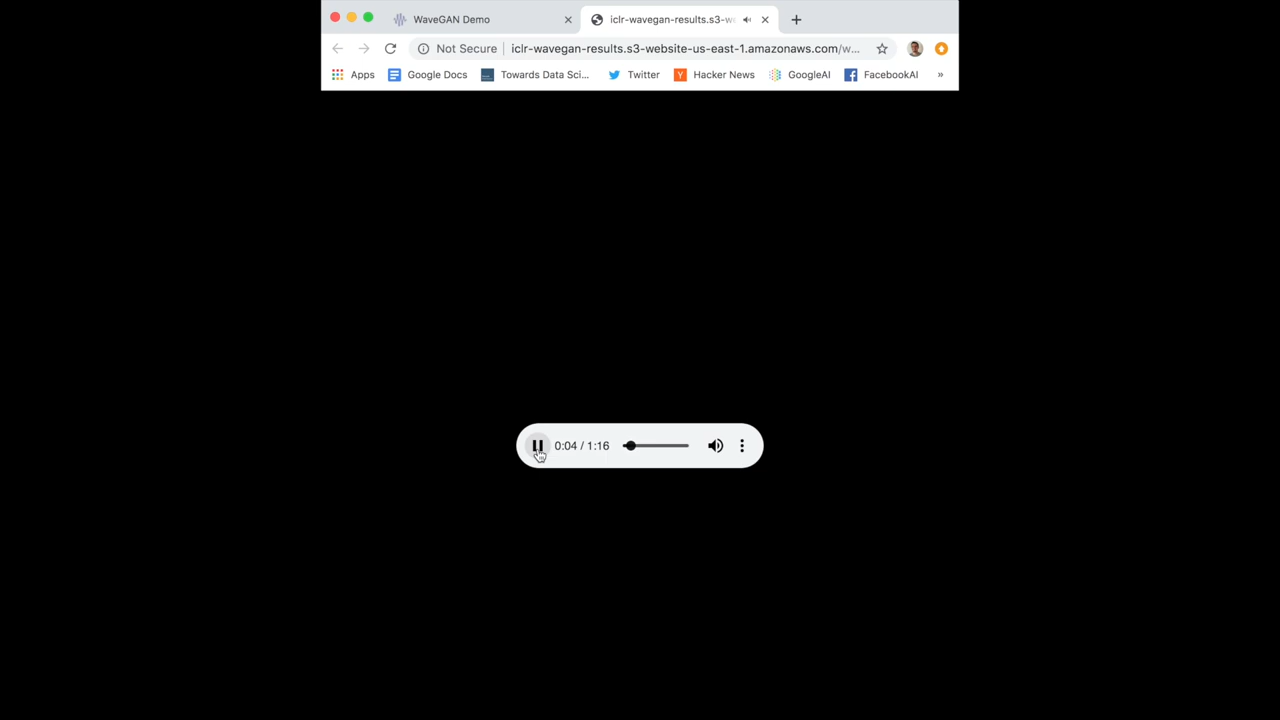 WaveGAN Demo
iclr-wavegan-results.s3-w
Not Secure
iclr-wavegan-results.s3-website-us-east-1.amazonaws.com/w...
Apps
Google Docs
Towards Data Sci...
Twitter
Hacker News
GoogleAI
FacebookAI
»
0:04 / 1:16